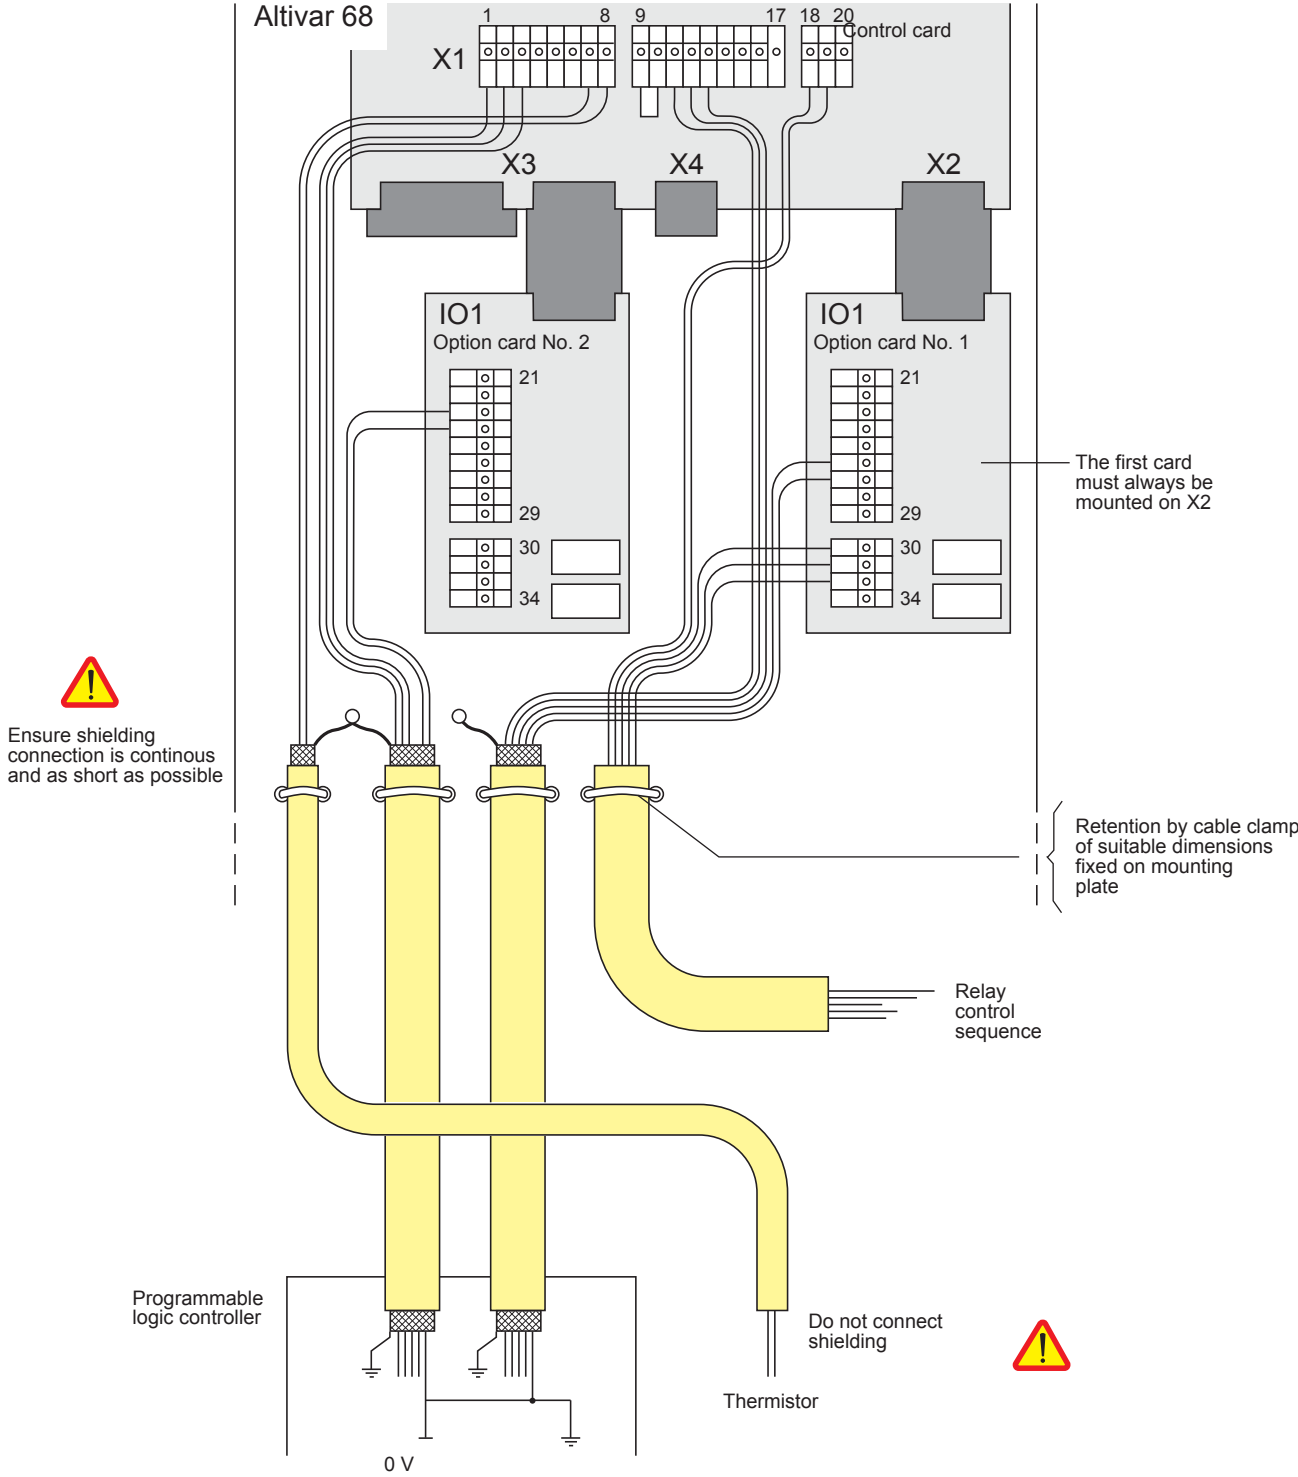 Altivar 68
1
8
9
17
18
20
Control card
X1
X3
X4
X2
IO1
Option card No. 2
21
29
30
34
IO1
Option card No. 1
21
29
30
34
The first card
must always be
mounted on X2
Ensure shielding
connection is continous
and as short as possible
Retention by cable clamp
of suitable dimensions
fixed on mounting
plate
Relay
control
sequence
Programmable
logic controller
Do not connect
shielding
Thermistor
0 V